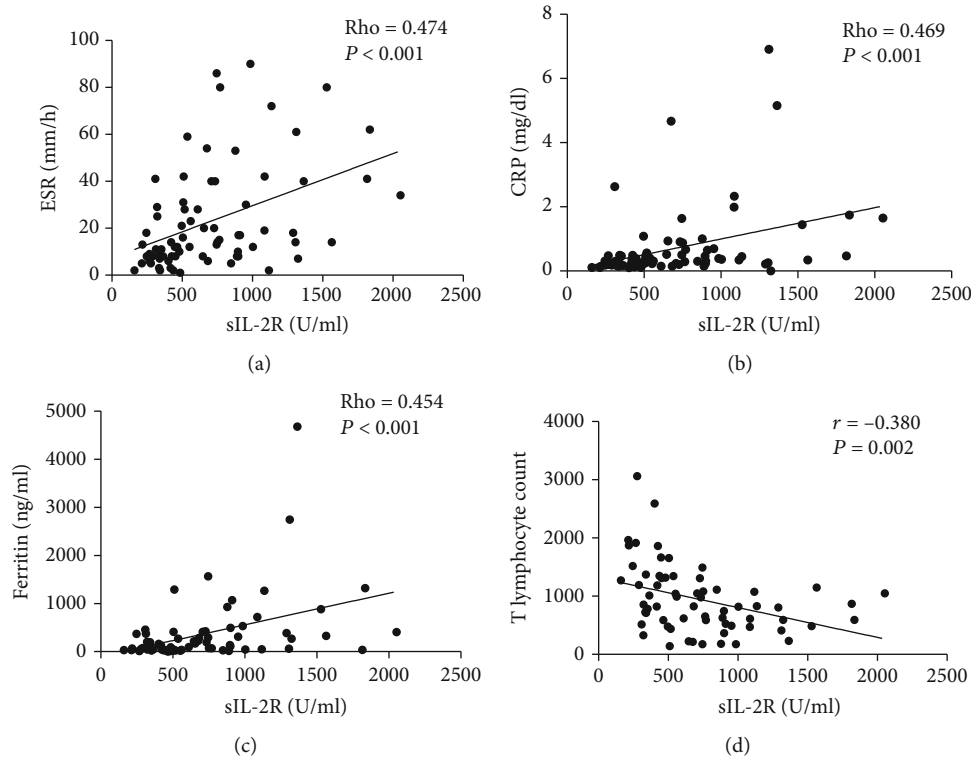 Rho = 0.474
P < 0.001
100
80
60
40
20
0
ESR (mm/h)
0 500 1000 1500 2000 2500
sIL-2R (U/ml)
(a)
Rho = 0.469
P < 0.001
8
6
4
2
0
CRP (mg/dl)
0 500 1000 1500 2000 2500
sIL-2R (U/ml)
(b)
Rho = 0.454
P < 0.001
5000
4000
3000
2000
1000
0
Ferritin (ng/ml)
0 500 1000 1500 2000 2500
sIL-2R (U/ml)
(c)
r = –0.380
P = 0.002
4000
3000
2000
1000
0
T lymphocyte count
0 500 1000 1500 2000 2500
sIL-2R (U/ml)
(d)